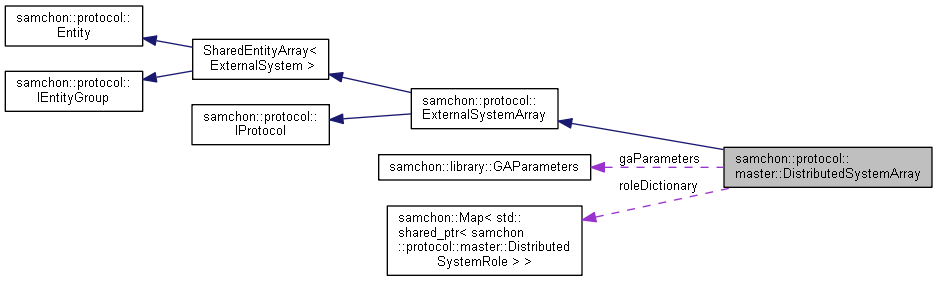 samchon::protocol::
Entity
SharedEntityArray<
ExternalSystem >
samchon::protocol::
IEntityGroup
samchon::protocol::
ExternalSystemArray
samchon::protocol::
IProtocol
gaParameters
samchon::protocol::
master::DistributedSystemArray
samchon::library::GAParameters
roleDictionary
samchon::Map< std::
shared_ptr< samchon
::protocol::master::Distributed
SystemRole > >